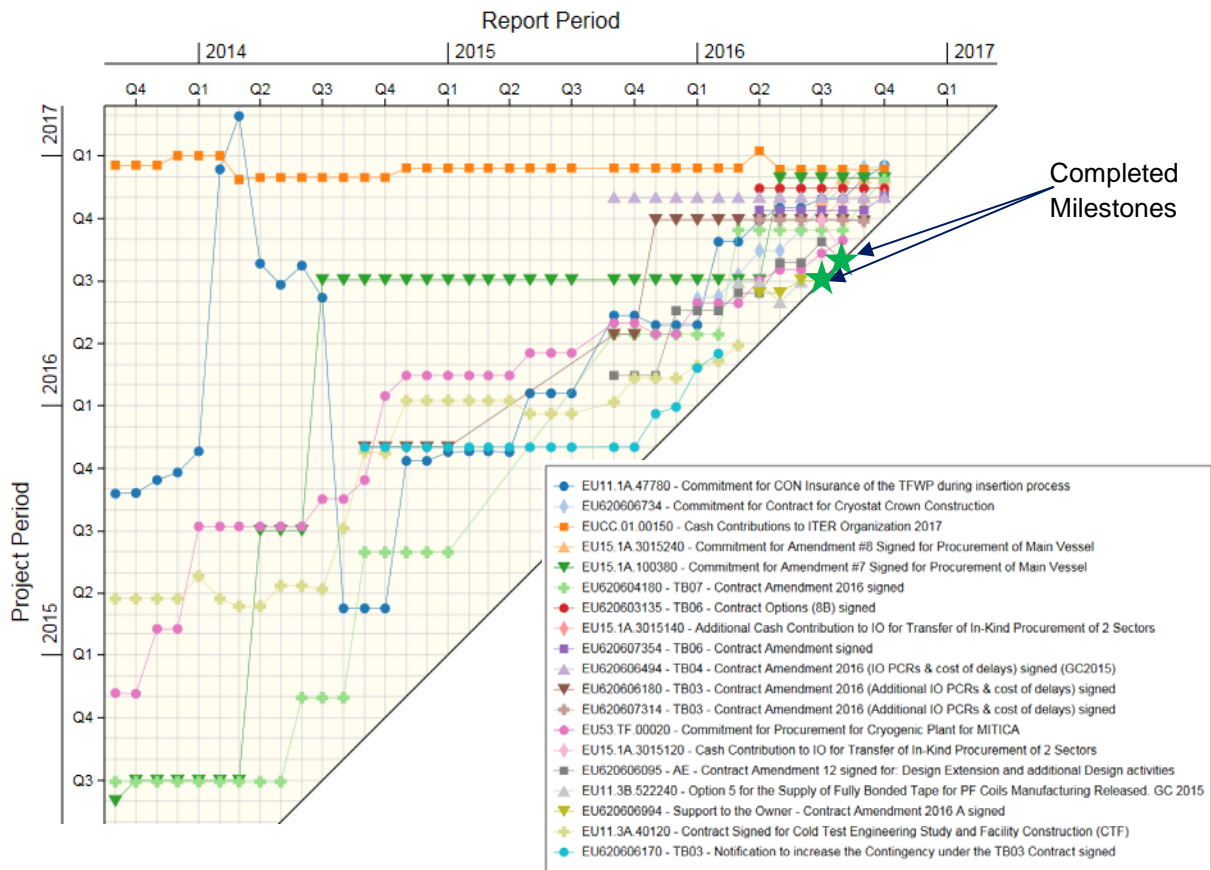 Report Period
2014 2015 2016 2017
Q4 Q1 Q2 Q3 Q4 Q1 Q2 Q3 Q4 Q1 Q2 Q3 Q4 Q1
Project Period
2017
Q1
Q4
Q3
Q2
2016
Q1
Q4
Q3
Q2
2015
Q1
Q4
Q3
Completed
Milestones
EU11.1A.47780 - Commitment for CON Insurance of the TFWP during insertion process
EU620606734 - Commitment for Contract for Cryostat Crown Construction
EUCC.01.00150 - Cash Contributions to ITER Organization 2017
EU15.1A.3015240 - Commitment for Amendment #8 Signed for Procurement of Main Vessel
EU15.1A.100380 - Commitment for Amendment #7 Signed for Procurement of Main Vessel
EU620604180 - TB07 - Contract Amendment 2016 signed
EU620603135 - TB06 - Contract Options (8B) signed
EU15.1A.3015140 - Additional Cash Contribution to IO for Transfer of In-Kind Procurement of 2 Sectors
EU620607354 - TB06 - Contract Amendment signed
EU620606494 - TB04 - Contract Amendment 2016 (IO PCRs & cost of delays) signed (GC2015)
EU620606180 - TB03 - Contract Amendment 2016 (Additional IO PCRs & cost of delays) signed
EU620607314 - TB03 - Contract Amendment 2016 (Additional IO PCRs & cost of delays) signed
EU53.TF.00020 - Commitment for Procurement for Cryogenic Plant for MITICA
EU15.1A.3015120 - Cash Contribution to IO for Transfer of In-Kind Procurement of 2 Sectors
EU620606095 - AE - Contract Amendment 12 signed for: Design Extension and additional Design activities
EU11.3B.522240 - Option 5 for the Supply of Fully Bonded Tape for PF Coils Manufacturing Released. GC 2015
EU620606994 - Support to the Owner - Contract Amendment 2016 A signed
EU11.3A.40120 - Contract Signed for Cold Test Engineering Study and Facility Construction (CTF)
EU620606170 - TB03 - Notification to increase the Contingency under the TB03 Contract signed